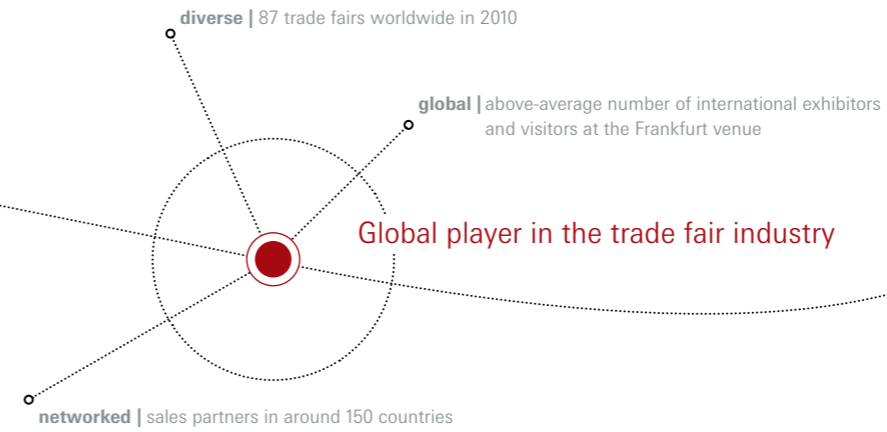 diverse | 87 trade fairs worldwide in 2010
global | above-average number of international exhibitors
and visitors at the Frankfurt venue
Global player in the trade fair industry
networked | sales partners in around 150 countries